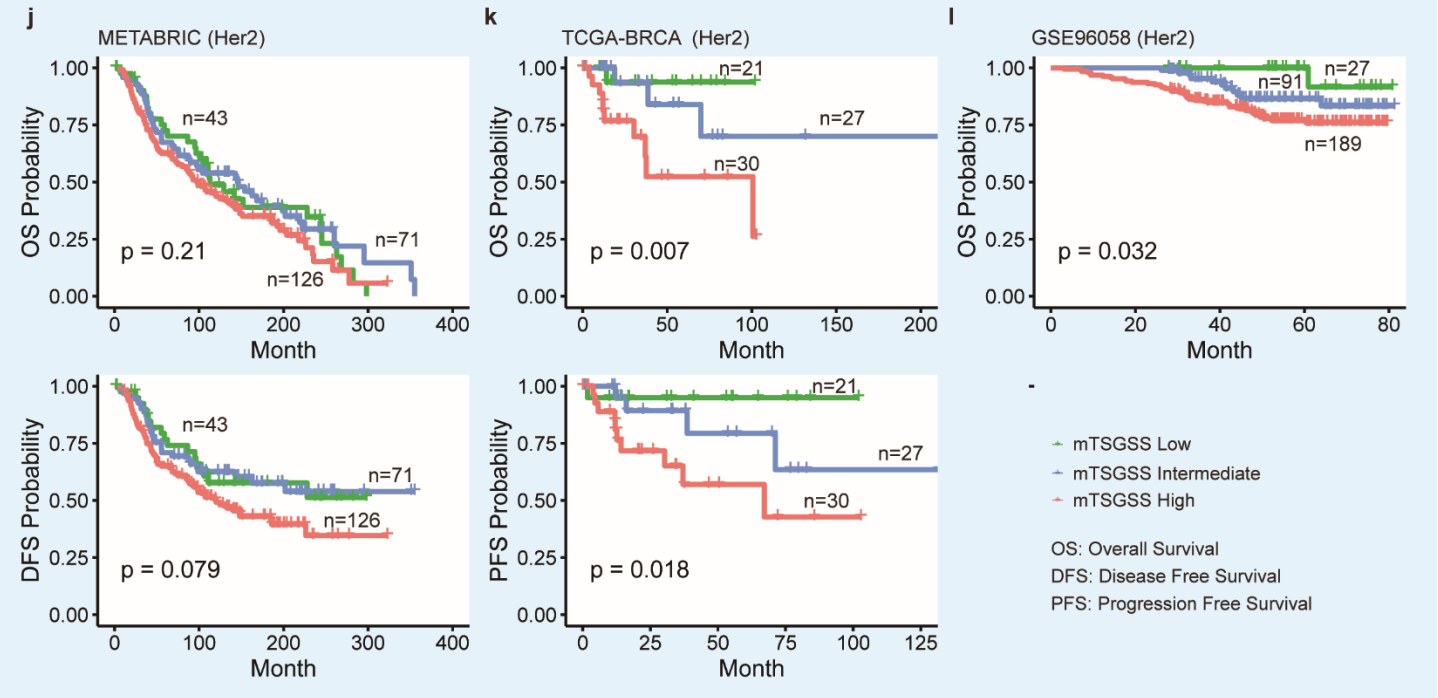 j
METABRIC (Her2)
OS Probability
1.00
0.75
0.50
0.25
0.00
n=43
n=71
n=126
p = 0.21
0
100
200
300
400
Month
DFS Probability
1.00
0.75
0.50
0.25
0.00
n=43
n=71
n=126
p = 0.079
0
100
200
300
400
Month
k
TCGA-BRCA (Her2)
OS Probability
1.00
0.75
0.50
0.25
0.00
n=21
n=27
n=30
p = 0.007
0
50
100
150
200
Month
PFS Probability
1.00
0.75
0.50
0.25
0.00
n=21
n=27
n=30
p = 0.018
0
25
50
75
100
125
Month
l
GSE96058 (Her2)
OS Probability
1.00
0.75
0.50
0.25
0.00
n=27
n=91
n=189
p = 0.032
0
20
40
60
80
Month
-
mTSGSS Low
mTSGSS Intermediate
mTSGSS High
OS: Overall Survival
DFS: Disease Free Survival
PFS: Progression Free Survival